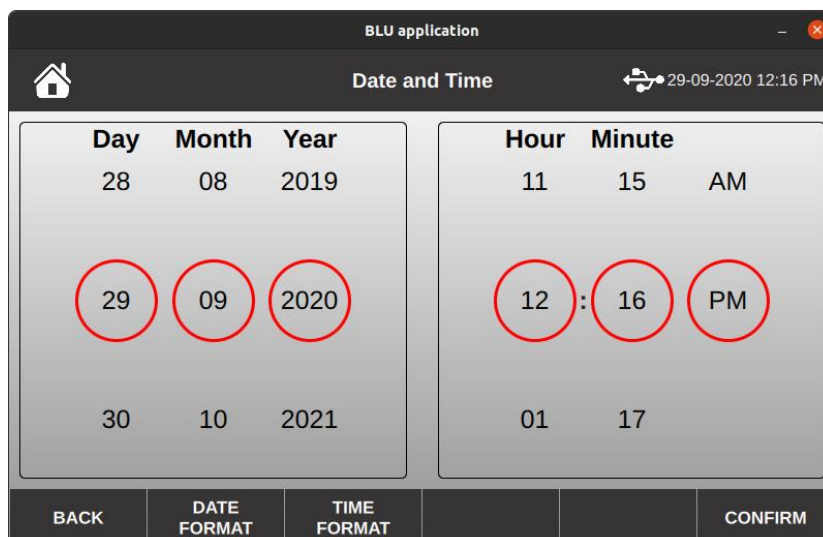 BLU application
Date and Time
29-09-2020 12:16 PM
Day Month Year
28 08 2019
29 09 2020
30 10 2021
Hour Minute
11 15 AM
12 : 16 PM
01 17
BACK
DATE
FORMAT
TIME
FORMAT
CONFIRM